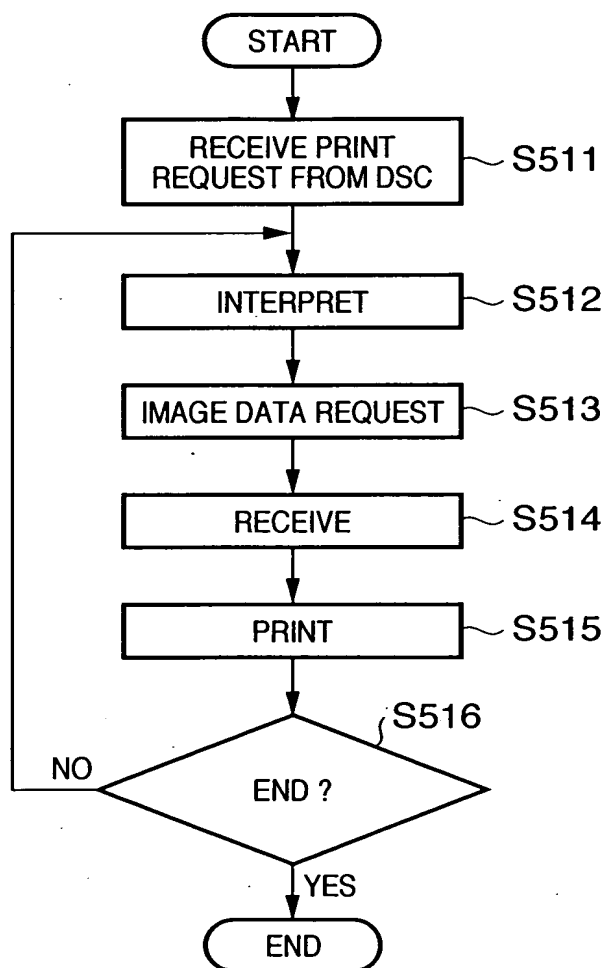 START
RECEIVE PRINT
REQUEST FROM DSC
S511
INTERPRET
S512
IMAGE DATA REQUEST
S513
RECEIVE
S514
PRINT
S515
S516
NO
END ?
YES
END